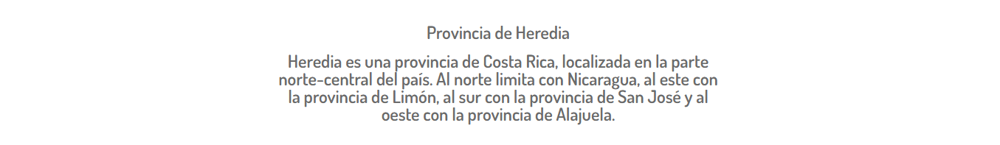 Provincia de Heredia
Heredia es una provincia de Costa Rica, localizada en la parte
norte-central del país. Al norte limita con Nicaragua, al este con
la provincia de Limón, al sur con la provincia de San José y al
oeste con la provincia de Alajuela.